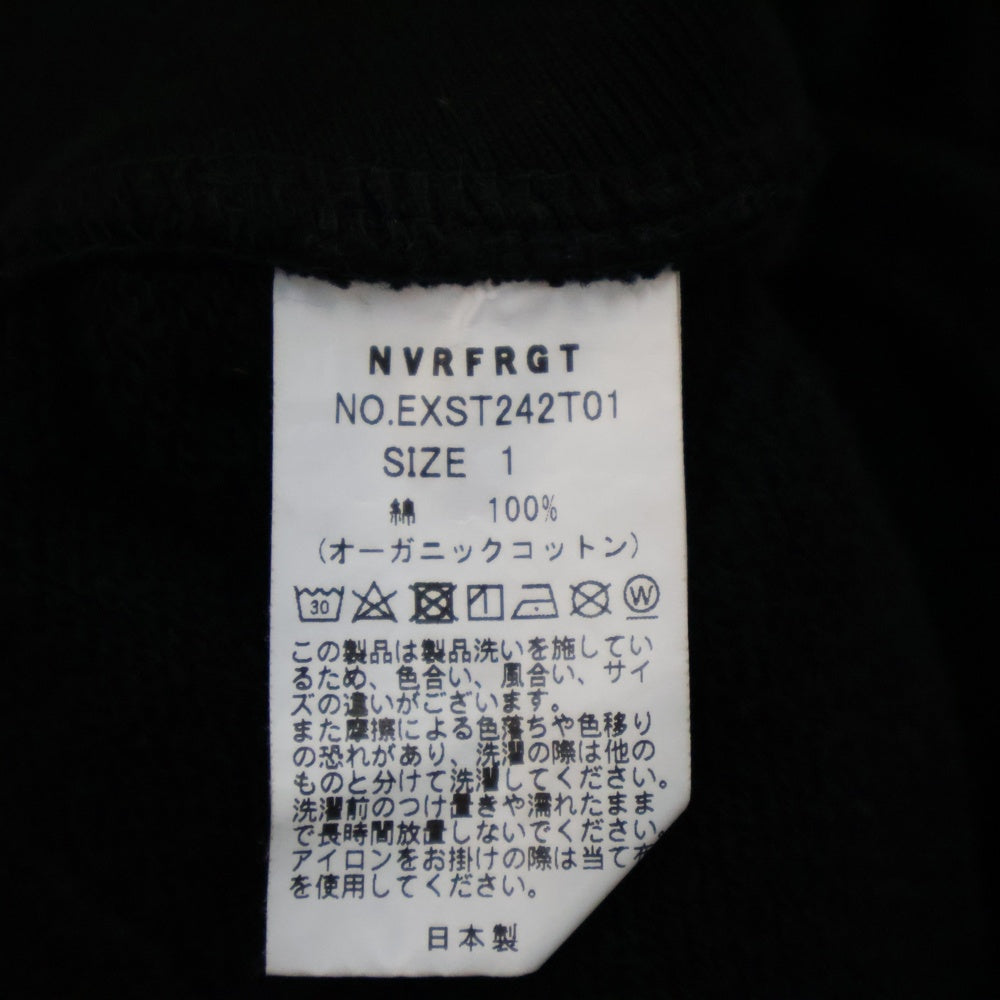 NVRFRGT
NO.EXST242T01
SIZE 1
綿 100%
(オーガニックコットン)
30 W
この製品は製品洗いを施してい
るため、色合い、風合い、サイ
ズの違いがございます。
また摩擦による色落ちや色移り
の恐れがあり、洗濯の際は他の
ものと分けて洗濯してください。
洗濯前のつけ置きや濡れたまま
で長時間放置しないでください。
アイロンをお掛けの際は当て布
を使用してください。
日本製